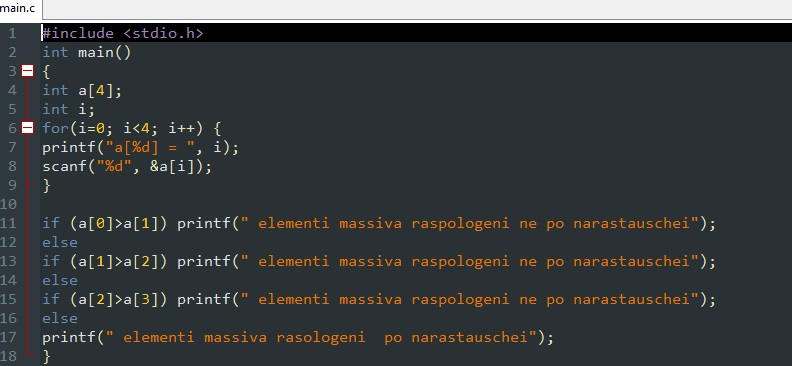 main.c
1 #include <stdio.h>
2 int main()
3 {
4 int a[4];
5 int i;
6 for(i=0; i<4; i++) {
7 printf("a[%d] = ", i);
8 scanf("%d", &a[i]);
9 }
10
11 if (a[0]>a[1]) printf(" elementi massiva raspologeni ne po narastauschei");
12 else
13 if (a[1]>a[2]) printf(" elementi massiva raspologeni ne po narastauschei");
14 else
15 if (a[2]>a[3]) printf(" elementi massiva raspologeni ne po narastauschei");
16 else
17 printf(" elementi massiva rasologeni  po narastauschei");
18 }